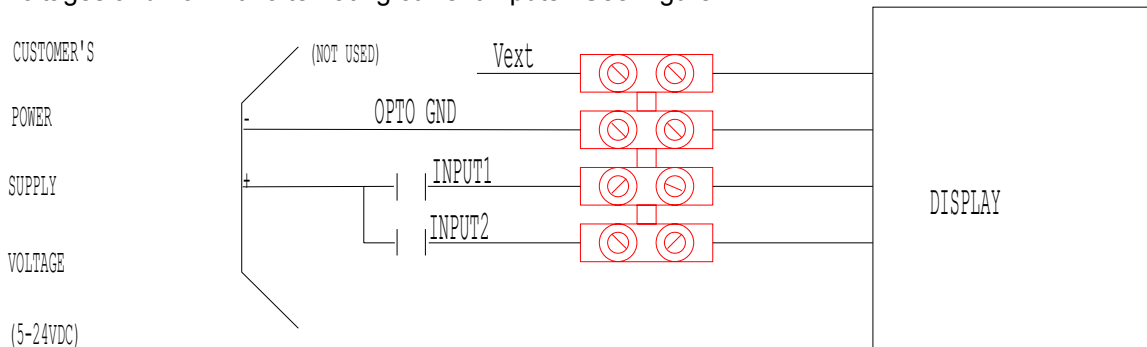 CUSTOMER'S
(NOT USED)
Vext
POWER
-
OPTO GND
SUPPLY
+
INPUT1
DISPLAY
INPUT2
VOLTAGE
(5-24VDC)